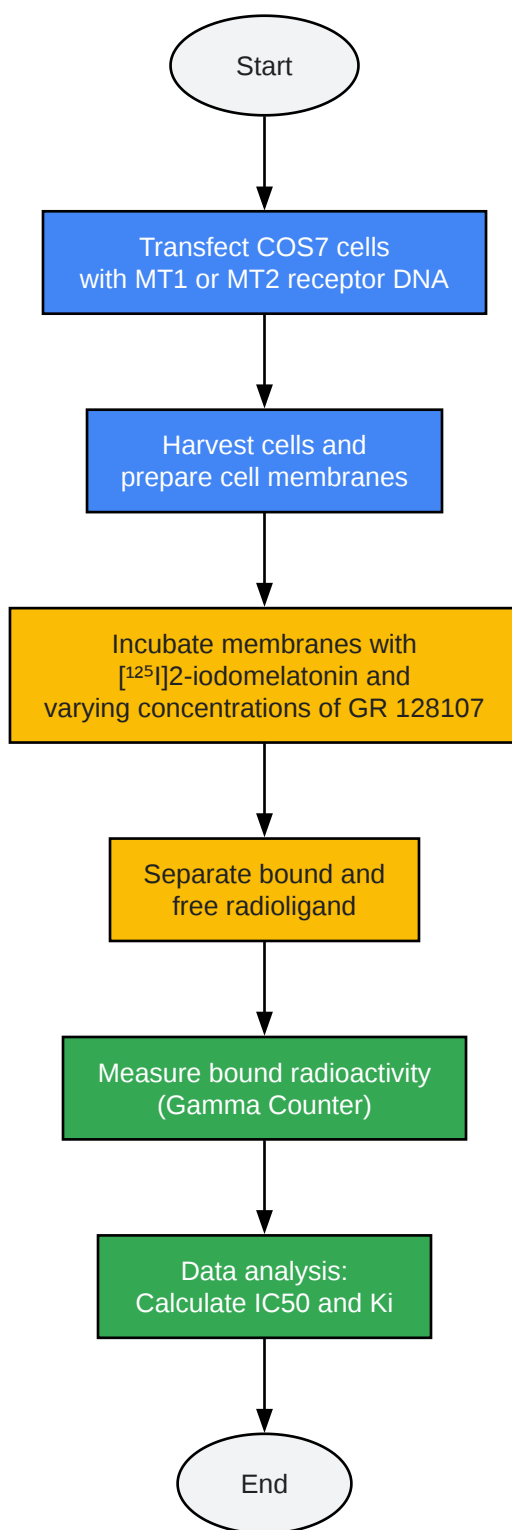 Start
Transfect COS7 cells
with MT1 or MT2 receptor DNA
Harvest cells and
prepare cell membranes
Incubate membranes with
[¹²⁵I]2-iodomelatonin and
varying concentrations of GR 128107
Separate bound and
free radioligand
Measure bound radioactivity
(Gamma Counter)
Data analysis:
Calculate IC50 and Ki
End